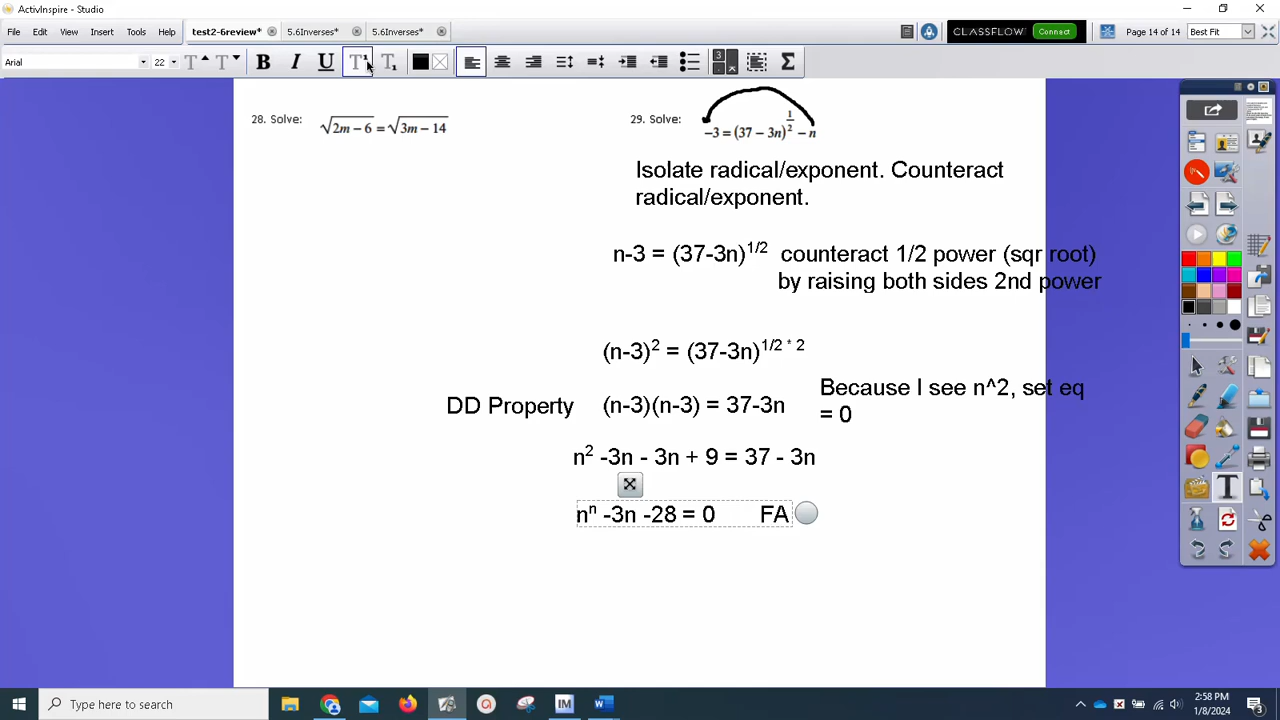 ActivInspire - Studio
File Edit View Insert Tools Help test2-6review* 5.6Inverses* 5.6Inverses* CLASSFLOW Connect Page 14 of 14 Best Fit
Arial 22 T T B I U T¹ T₁ Σ
28. Solve: √(2m − 6) = √(3m − 14)
29. Solve: −3 = (37 − 3n)^(1/2) − n
Isolate radical/exponent. Counteract
radical/exponent.
n-3 = (37-3n)^1/2 counteract 1/2 power (sqr root)
by raising both sides 2nd power
(n-3)² = (37-3n)^1/2 * 2
Because I see n^2, set eq
= 0
DD Property (n-3)(n-3) = 37-3n
n² -3n - 3n + 9 = 37 - 3n
nⁿ -3n -28 = 0 FA
Type here to search
2:58 PM
1/8/2024